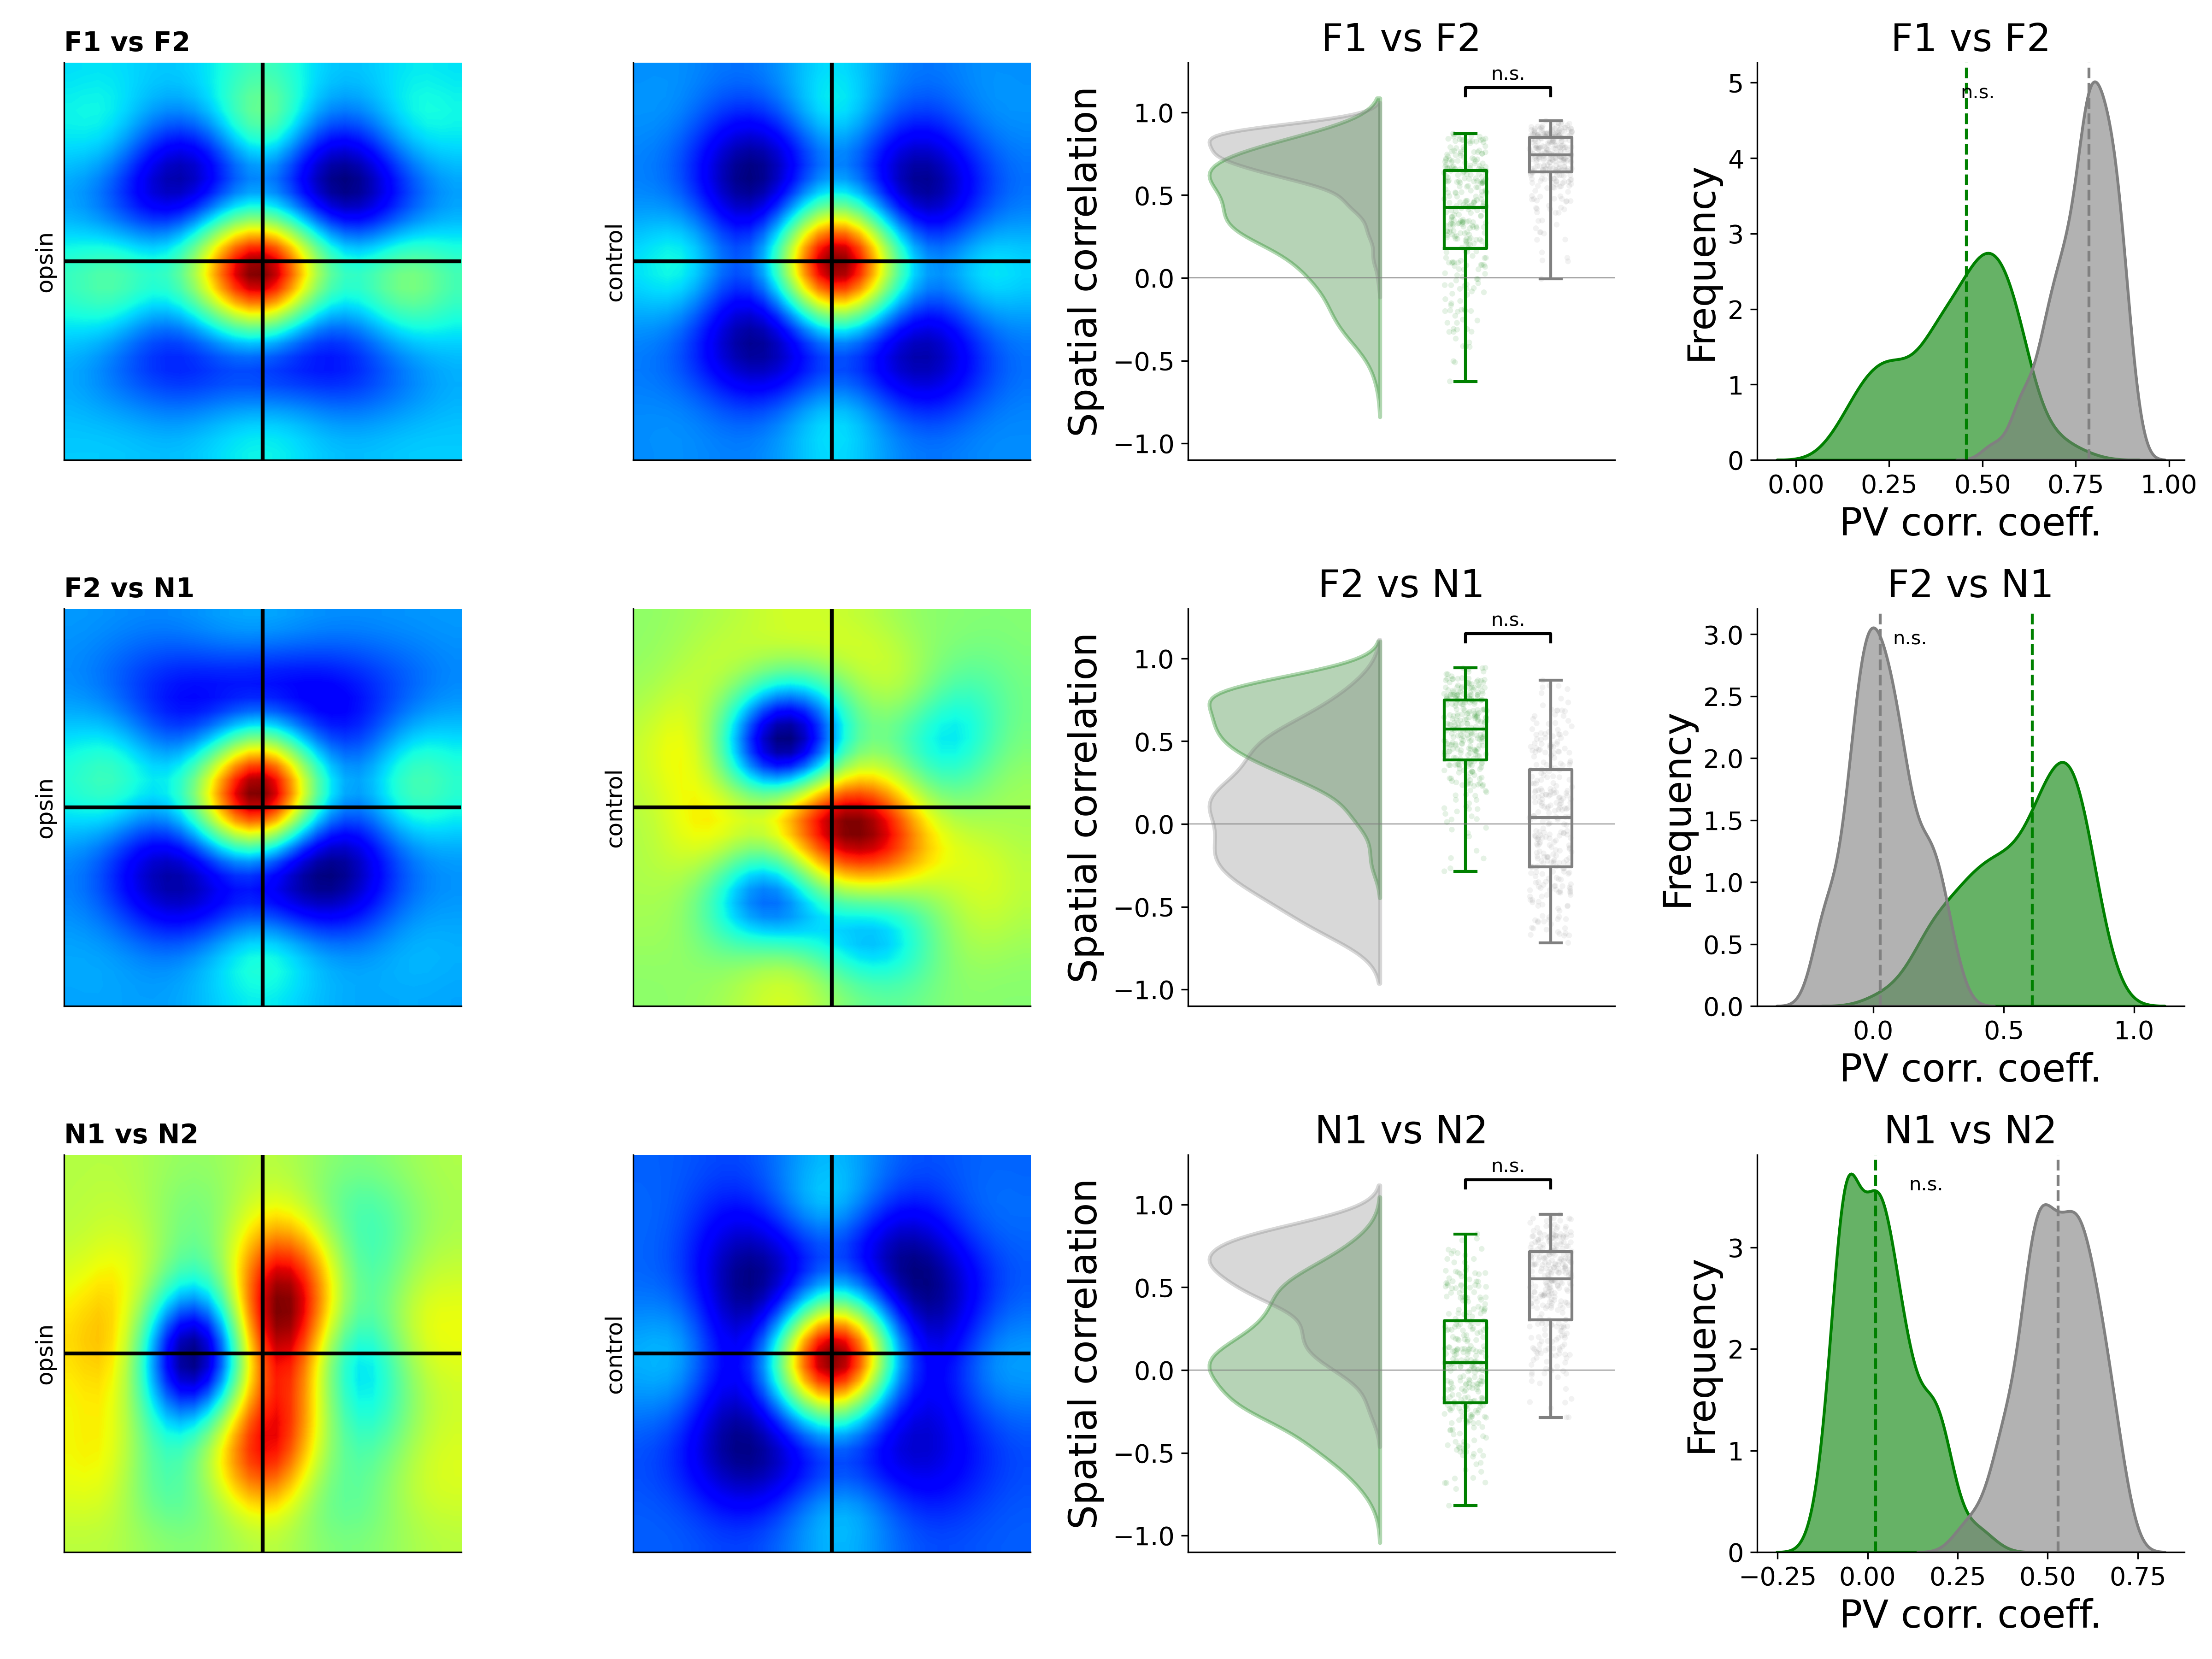 F1 vs F2
opsin
control
F1 vs F2
n.s.
Spatial correlation
1.0
0.5
0.0
−0.5
−1.0
F1 vs F2
n.s.
Frequency
5
4
3
2
1
0
0.00 0.25 0.50 0.75 1.00
PV corr. coeff.
F2 vs N1
opsin
control
F2 vs N1
n.s.
Spatial correlation
1.0
0.5
0.0
−0.5
−1.0
F2 vs N1
n.s.
Frequency
3.0
2.5
2.0
1.5
1.0
0.5
0.0
0.0 0.5 1.0
PV corr. coeff.
N1 vs N2
opsin
control
N1 vs N2
n.s.
Spatial correlation
1.0
0.5
0.0
−0.5
−1.0
N1 vs N2
n.s.
Frequency
3
2
1
0
−0.25 0.00 0.25 0.50 0.75
PV corr. coeff.